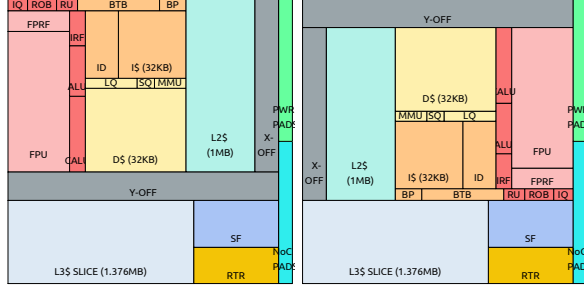 IQ ROB RU BTB BP
FPRF
IRF
ID I$ (32KB)
ALU
LQ SQ MMU
L2$
(1MB)
X-
OFF
PWR
PADS
FPU
CALU
D$ (32KB)
Y-OFF
SF
L3$ SLICE (1.376MB)
RTR
NoC
PADS
Y-OFF
D$ (32KB)
CALU
PWR
PADS
MMU SQ LQ
ALU
FPU
X-
OFF
L2$
(1MB)
I$ (32KB) ID
IRF
FPRF
BP BTB RU ROB IQ
SF
L3$ SLICE (1.376MB)
RTR
NoC
PADS